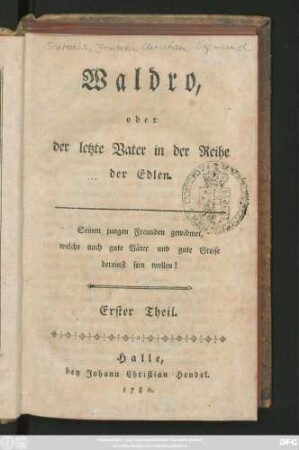 Waldro,
oder
der letzte Vater in der Reihe
der Edlen.
Seinen jungen Freunden gewidmet,
welche auch gute Väter und gute Greise
dereinst sein wollen!
Erster Theil.
Halle,
bey Johann Christian Hendel.